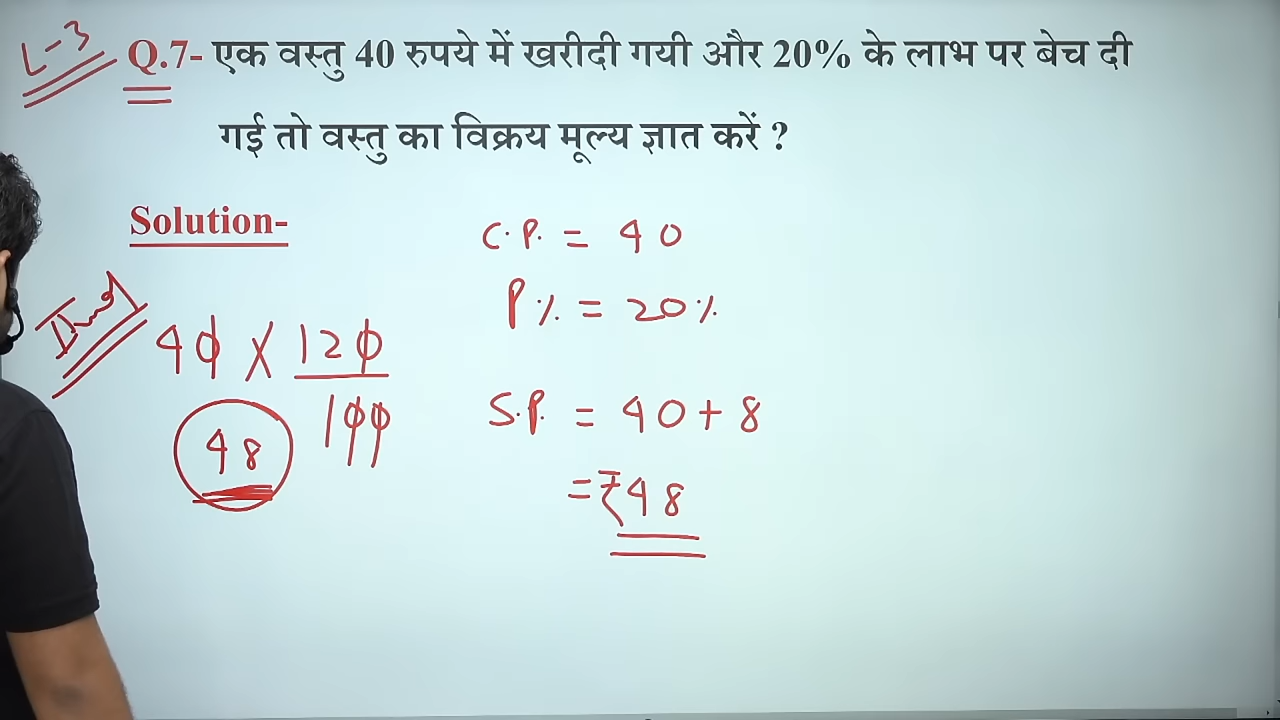 L-3
Q.7- एक वस्तु 40 रुपये में खरीदी गयी और 20% के लाभ पर बेच दी
गई तो वस्तु का विक्रय मूल्य ज्ञात करें ?
Solution-
C.P. = 40
P% = 20%
S.P. = 40 + 8
= ₹48
IInd
40 × 120
100
48